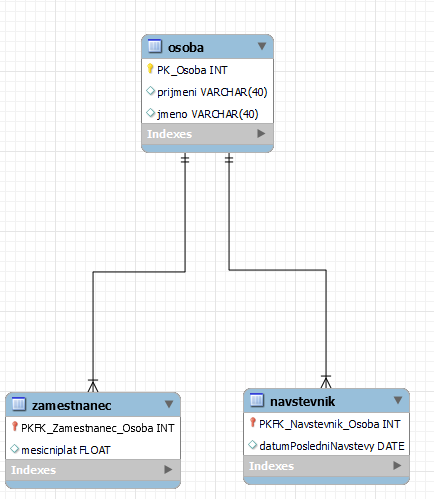 osoba
PK_Osoba INT
prijmeni VARCHAR(40)
jmeno VARCHAR(40)
Indexes
zamestnanec
PKFK_Zamestnanec_Osoba INT
mesicniplat FLOAT
Indexes
navstevnik
PKFK_Navstevnik_Osoba INT
datumPosledniNavstevy DATE
Indexes